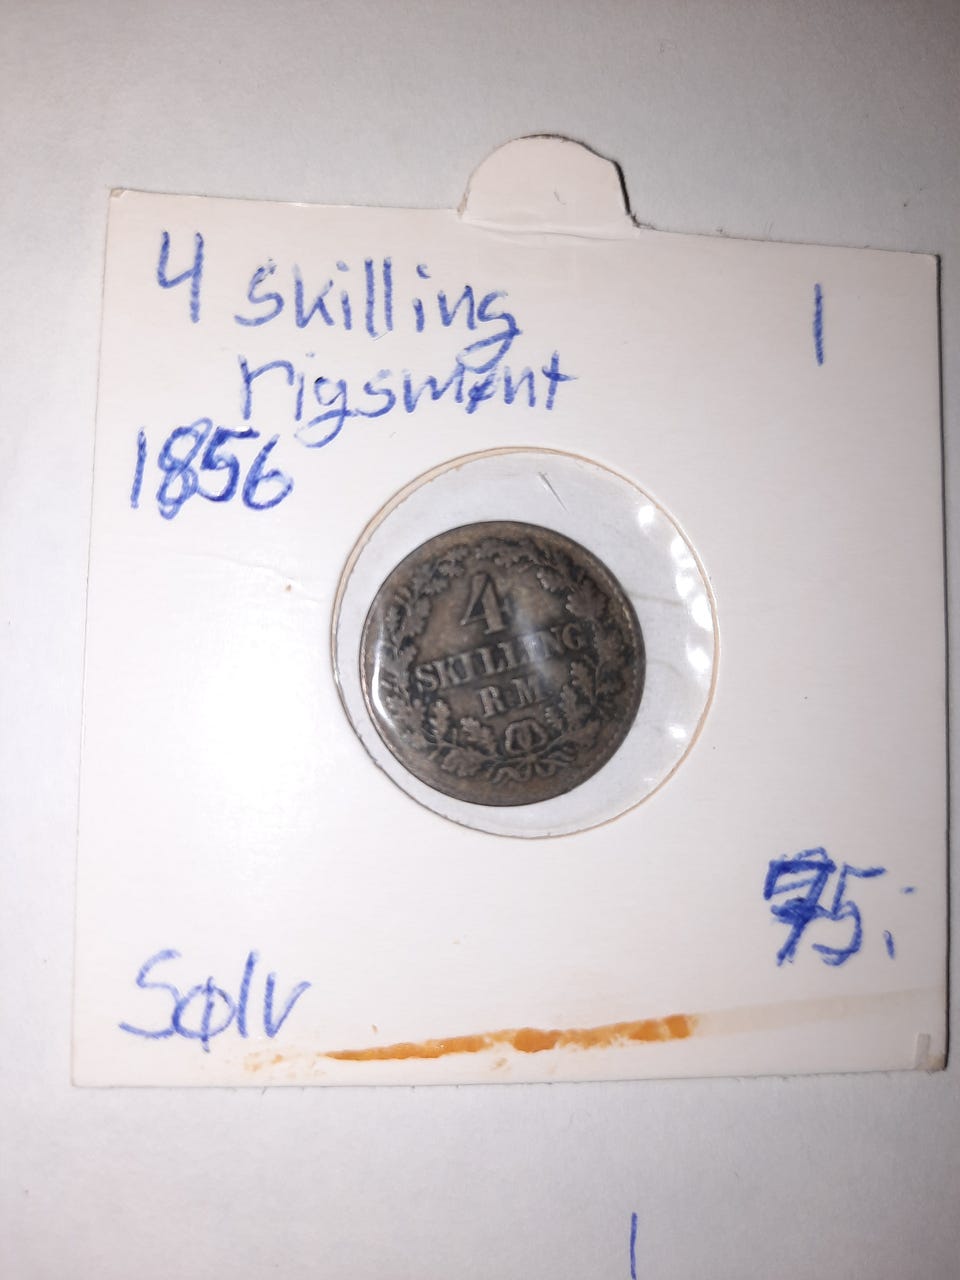 4 skilling
1
rigsmønt
1856
4
SKILLING
R·M
75,-
Sølv